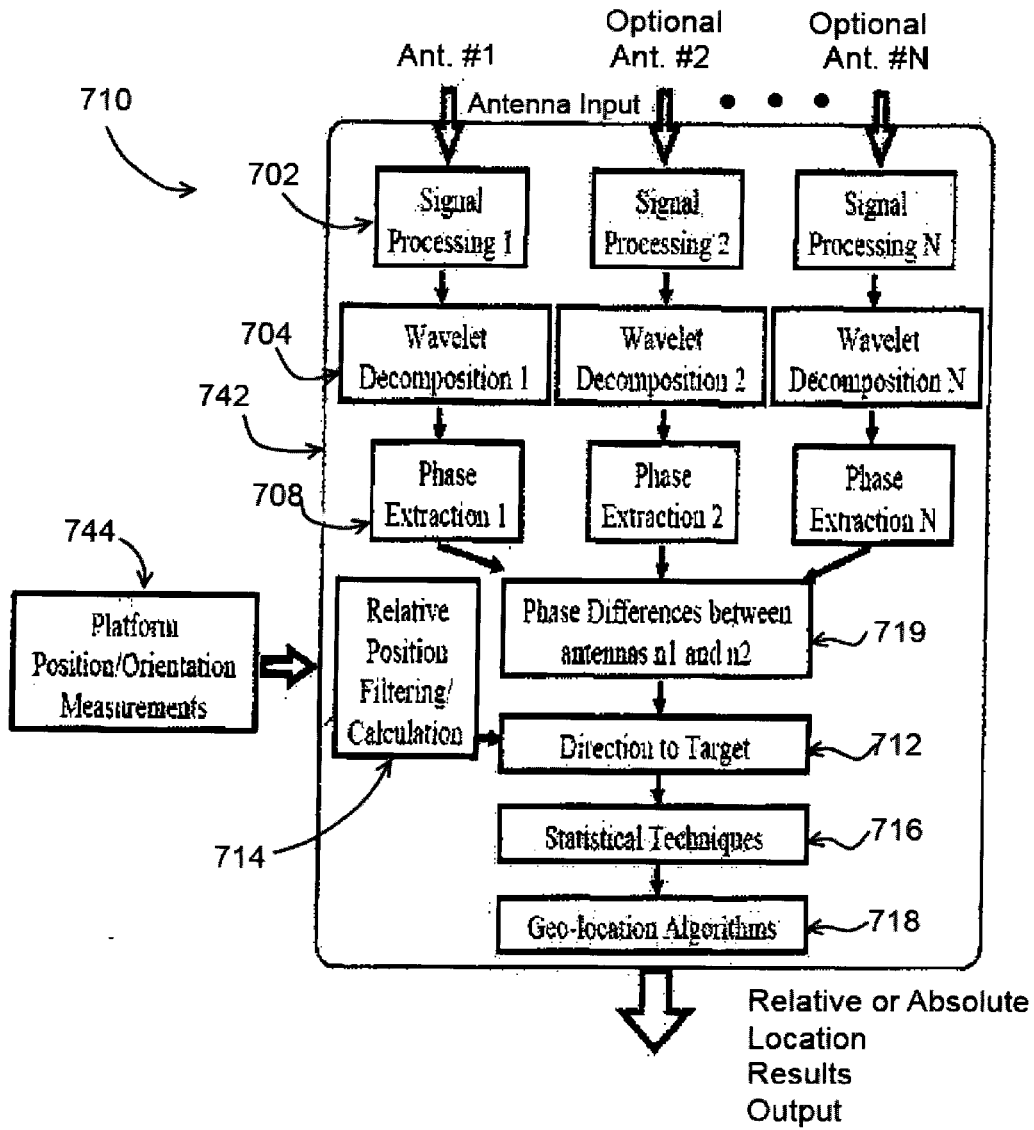 Optional
Optional
Ant. #1
Ant. #2
Ant. #N
710
Antenna Input
702
Signal
Processing 1
Signal
Processing 2
Signal
Processing N
704
Wavelet
Decomposition 1
Wavelet
Decomposition 2
Wavelet
Decomposition N
742
708
Phase
Extraction 1
Phase
Extraction 2
Phase
Extraction N
744
Platform
Position/Orientation
Measurements
Relative
Position
Filtering/
Calculation
Phase Differences between
antennas n1 and n2
719
Direction to Target
712
714
Statistical Techniques
716
Geo-location Algorithms
718
Relative or Absolute
Location
Results
Output